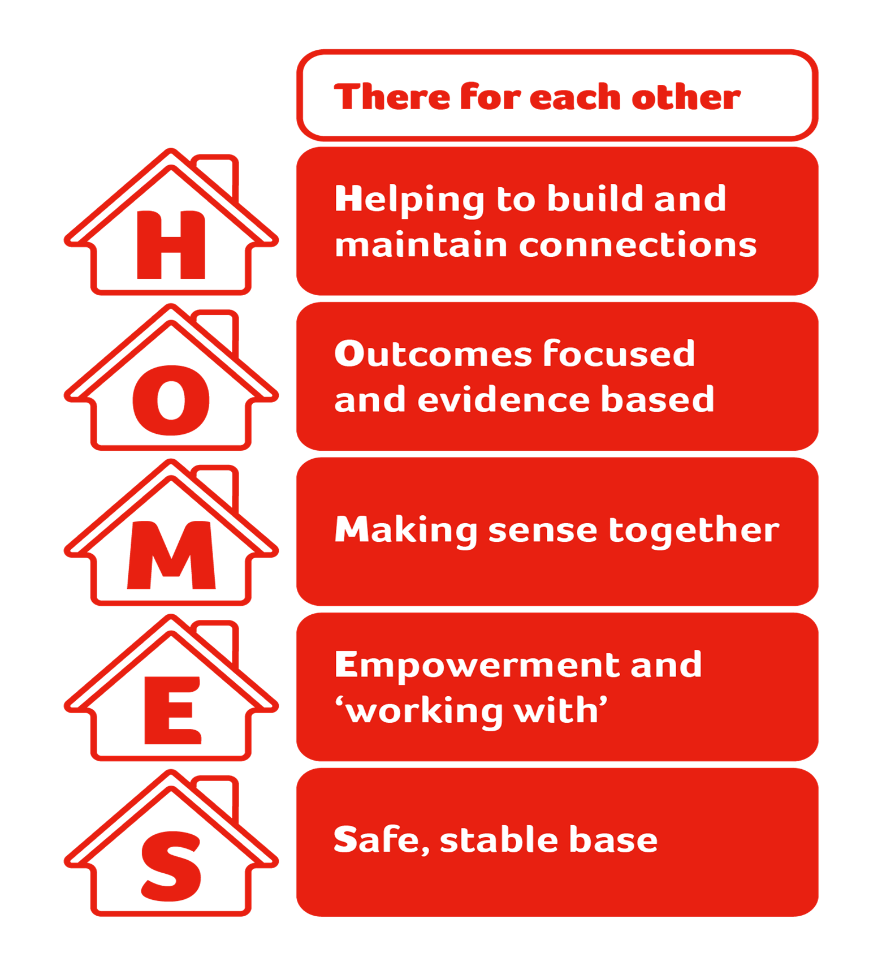 There for each other
H
Helping to build and
maintain connections
O
Outcomes focused
and evidence based
M
Making sense together
E
Empowerment and
‘working with’
S
Safe, stable base